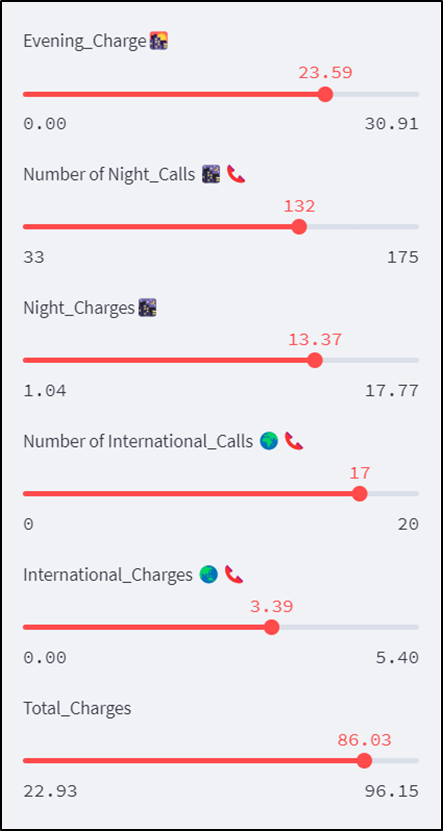 Evening_Charge
23.59
0.00 30.91
Number of Night_Calls
132
33 175
Night_Charges
13.37
1.04 17.77
Number of International_Calls
17
0 20
International_Charges
3.39
0.00 5.40
Total_Charges
86.03
22.93 96.15